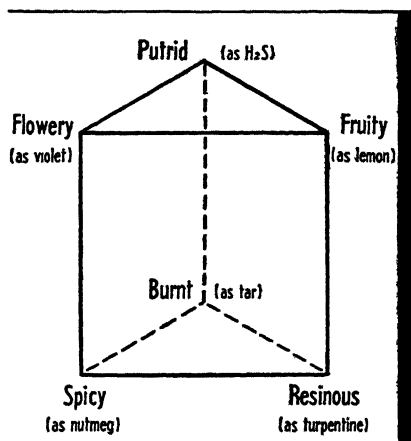 Putrid (as H₂S)
Flowery Fruity
(as violet) (as lemon)
Burnt (as tar)
Spicy Resinous
(as nutmeg) (as turpentine)